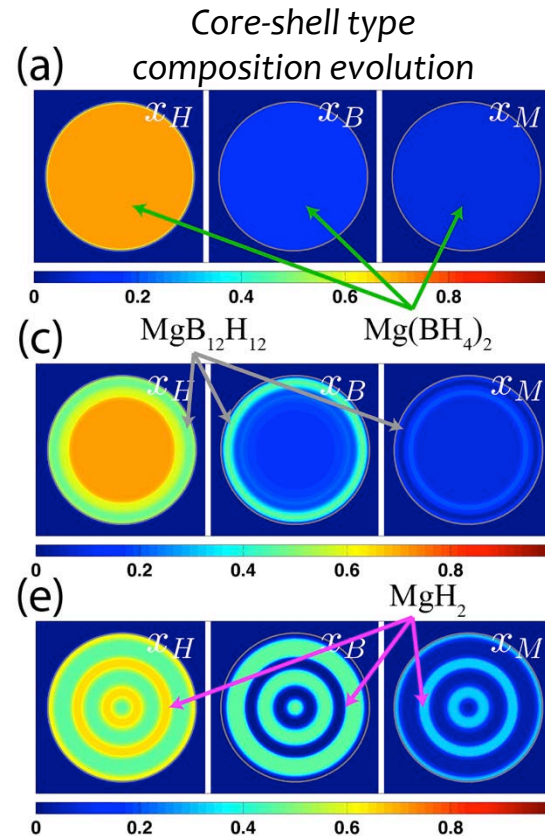 Core-shell type
composition evolution
(a)
x_H x_B x_M
0 0.2 0.4 0.6 0.8
Mg(BH₄)₂
(c)
MgB₁₂H₁₂
x_H x_B x_M
0 0.2 0.4 0.6 0.8
(e)
MgH₂
x_H x_B x_M
0 0.2 0.4 0.6 0.8